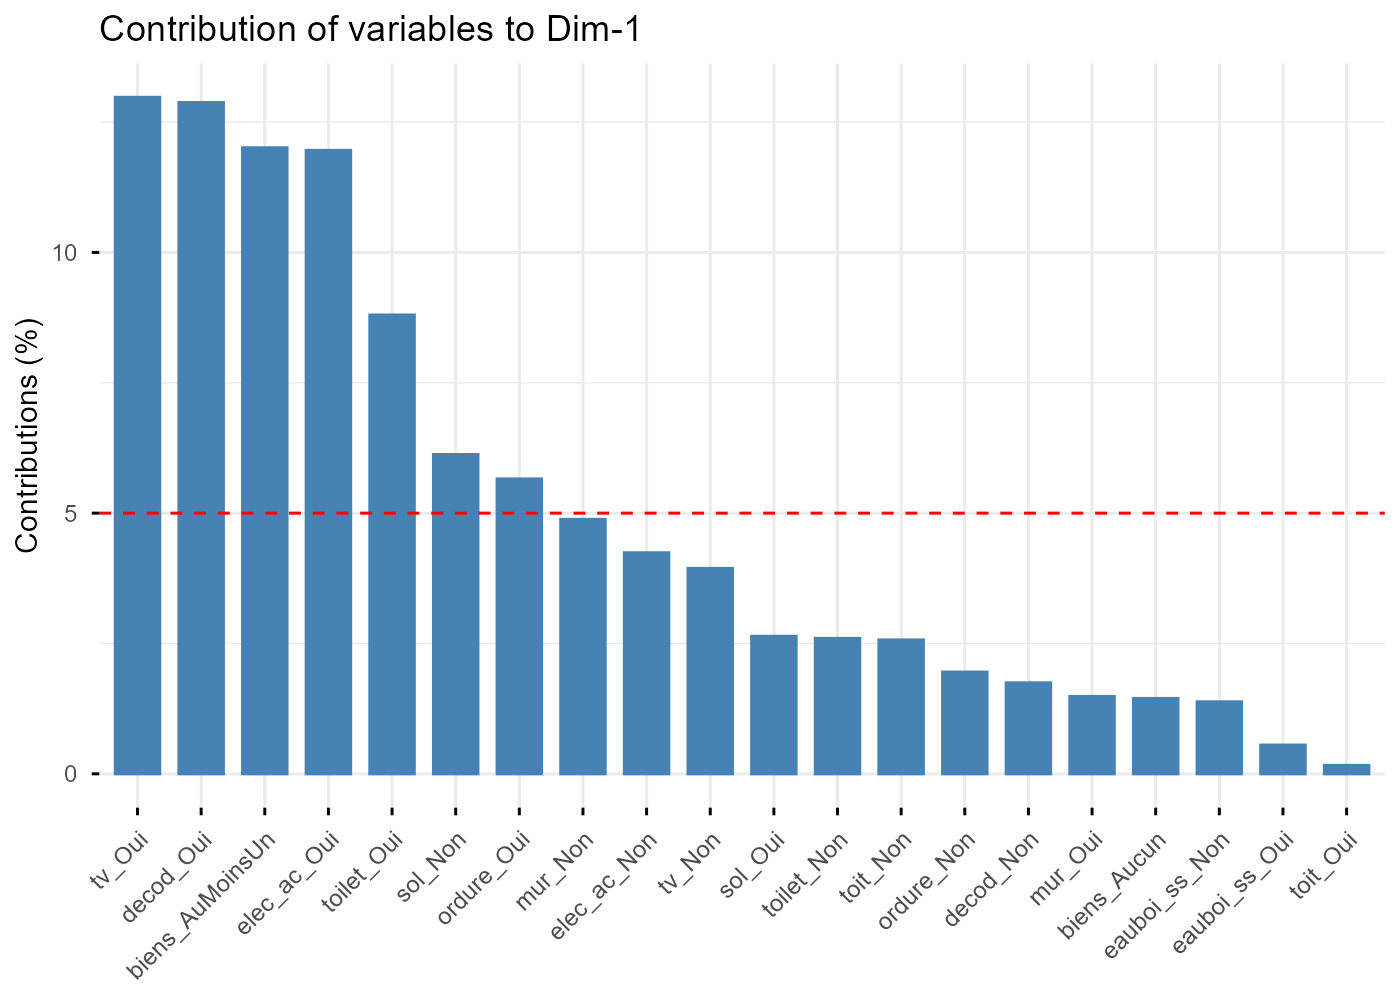 Contribution of variables to Dim-1
Contributions (%)
10
5
0
tv_Oui
decod_Oui
biens_AuMoinsUn
elec_ac_Oui
toilet_Oui
sol_Non
ordure_Oui
mur_Non
elec_ac_Non
tv_Non
sol_Oui
toilet_Non
toit_Non
ordure_Non
decod_Non
mur_Oui
biens_Aucun
eauboi_ss_Non
eauboi_ss_Oui
toit_Oui